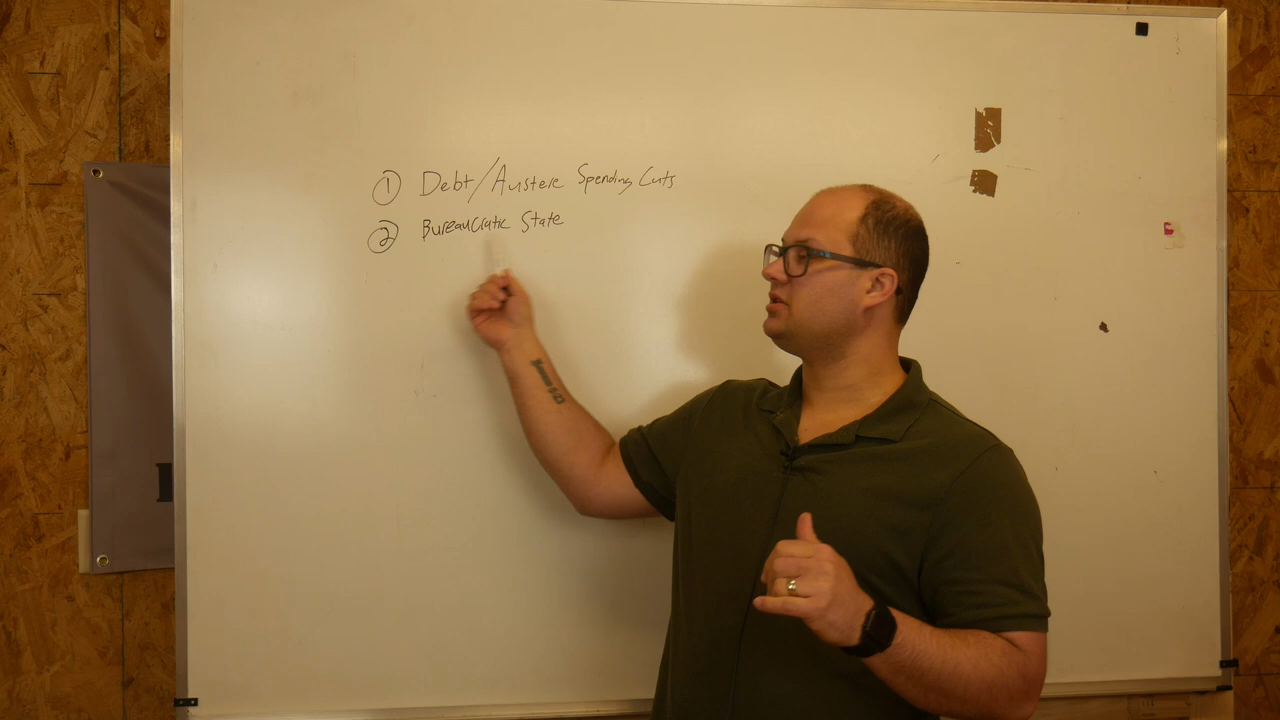 ① Debt/Austere Spending Cuts
② Bureaucratic State